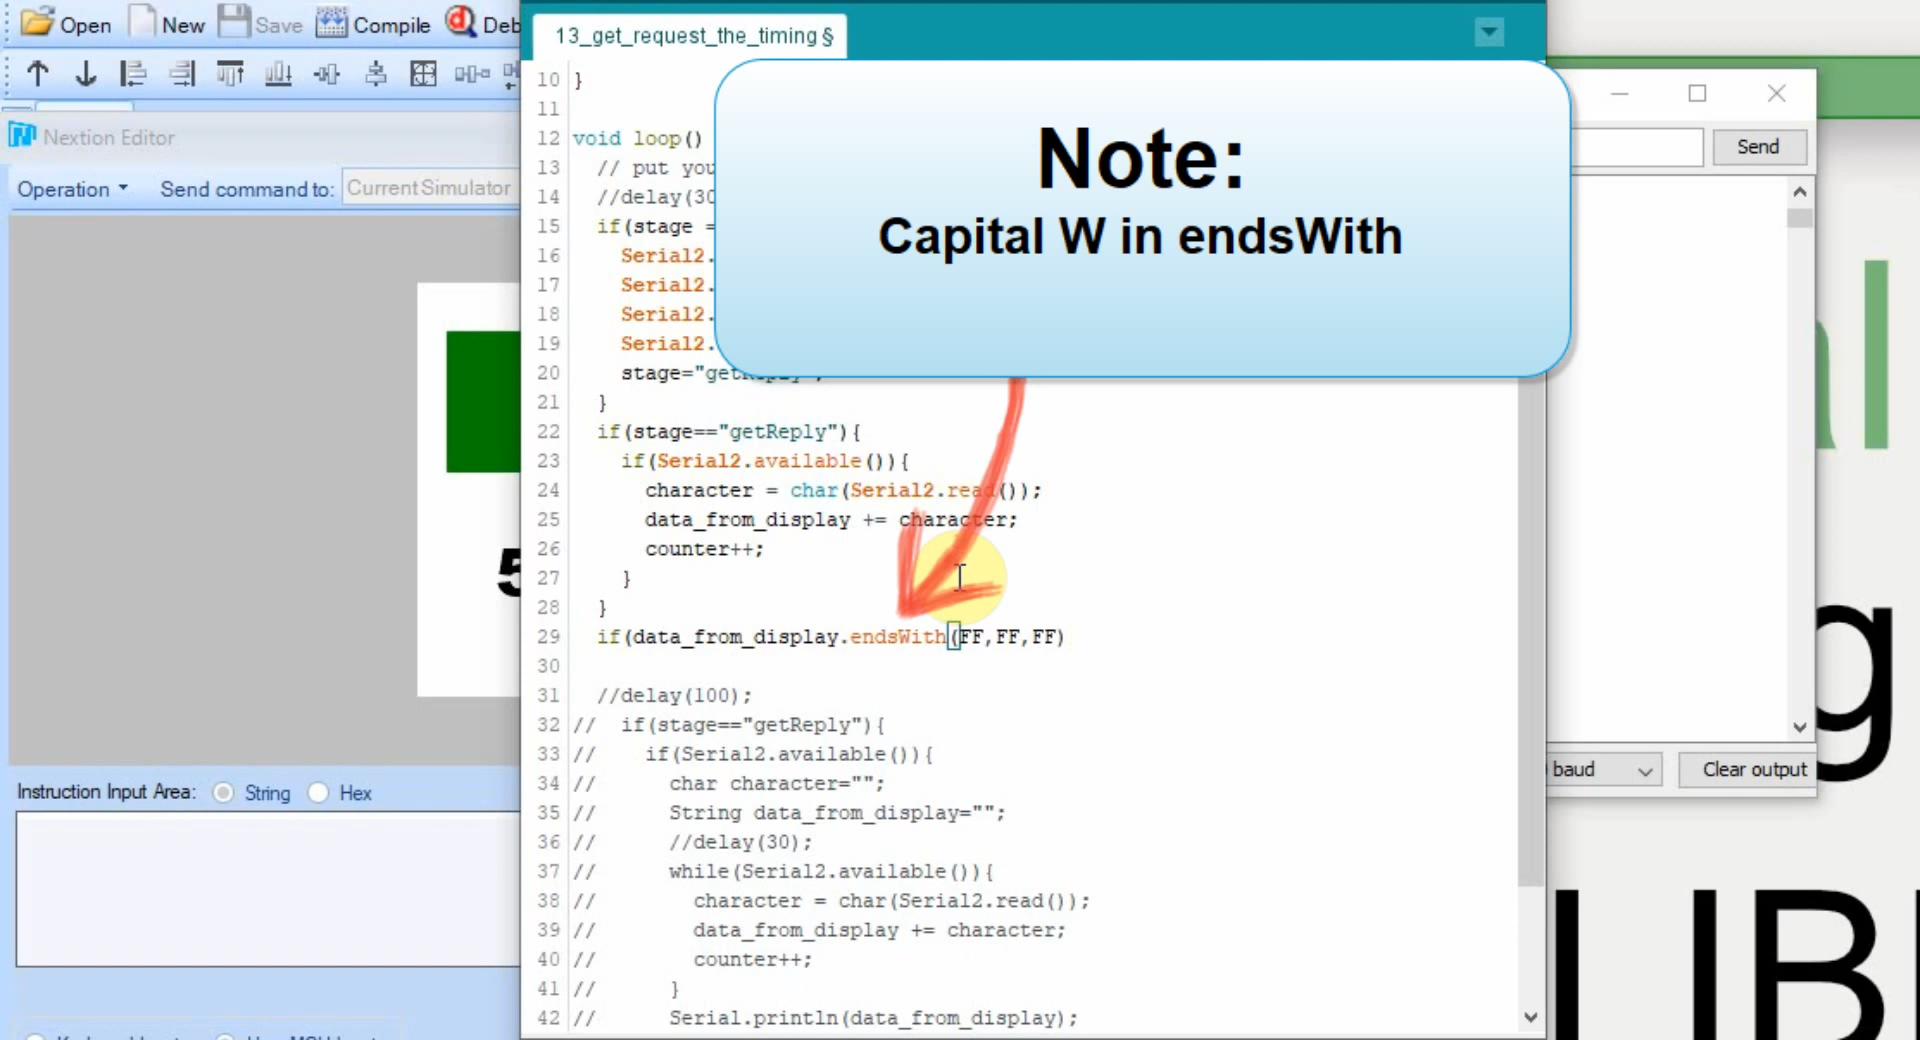 Open New Save Compile Deb
Nextion Editor
Operation Send command to: Current Simulator
Instruction Input Area: String Hex
13_get_request_the_timing §
10 }
11
12 void loop()
13 // put you
14 //delay(30
15 if(stage =
16 Serial2.
17 Serial2.
18 Serial2.
19 Serial2.
20 stage="getReply";
21 }
22 if(stage=="getReply"){
23 if(Serial2.available()){
24 character = char(Serial2.read());
25 data_from_display += character;
26 counter++;
27 }
28 }
29 if(data_from_display.endsWith(FF,FF,FF)
30
31 //delay(100);
32 // if(stage=="getReply"){
33 // if(Serial2.available()){
34 // char character="";
35 // String data_from_display="";
36 // //delay(30);
37 // while(Serial2.available()){
38 // character = char(Serial2.read());
39 // data_from_display += character;
40 // counter++;
41 // }
42 // Serial.println(data_from_display);
Note:
Capital W in endsWith
Send
baud
Clear output
5
al
g
LIB